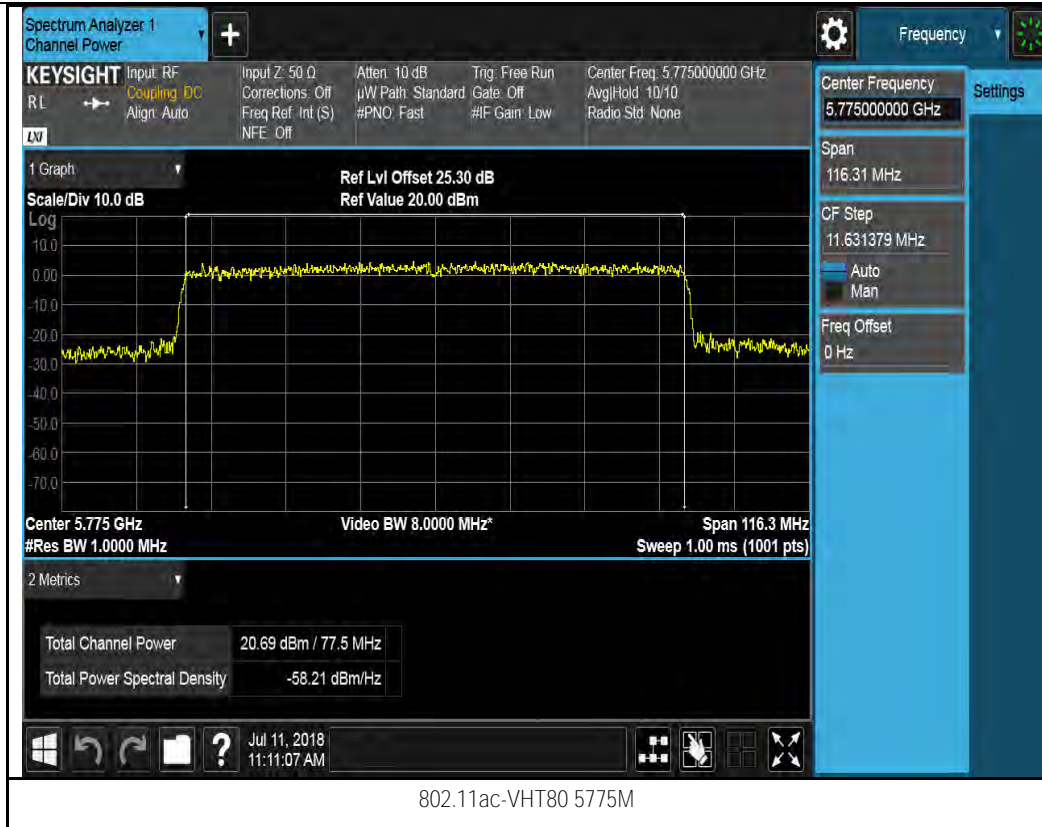 Spectrum Analyzer 1
Channel Power
+
Frequency
KEYSIGHT
RL
LXI
Input: RF
Coupling: DC
Align: Auto
Input Z: 50 Ω
Corrections: Off
Freq Ref: Int (S)
NFE: Off
Atten: 10 dB
µW Path: Standard
#PNO: Fast
Trig: Free Run
Gate: Off
#IF Gain: Low
Center Freq: 5.775000000 GHz
Avg|Hold: 10/10
Radio Std: None
Center Frequency
5.775000000 GHz
Settings
Span
116.31 MHz
CF Step
11.631379 MHz
Auto
Man
Freq Offset
0 Hz
1 Graph
Scale/Div 10.0 dB
Ref Lvl Offset 25.30 dB
Ref Value 20.00 dBm
Log
10.0
0.00
-10.0
-20.0
-30.0
-40.0
-50.0
-60.0
-70.0
Center 5.775 GHz
#Res BW 1.0000 MHz
Video BW 8.0000 MHz*
Span 116.3 MHz
Sweep 1.00 ms (1001 pts)
2 Metrics
Total Channel Power 20.69 dBm / 77.5 MHz
Total Power Spectral Density -58.21 dBm/Hz
?
Jul 11, 2018
11:11:07 AM
802.11ac-VHT80 5775M